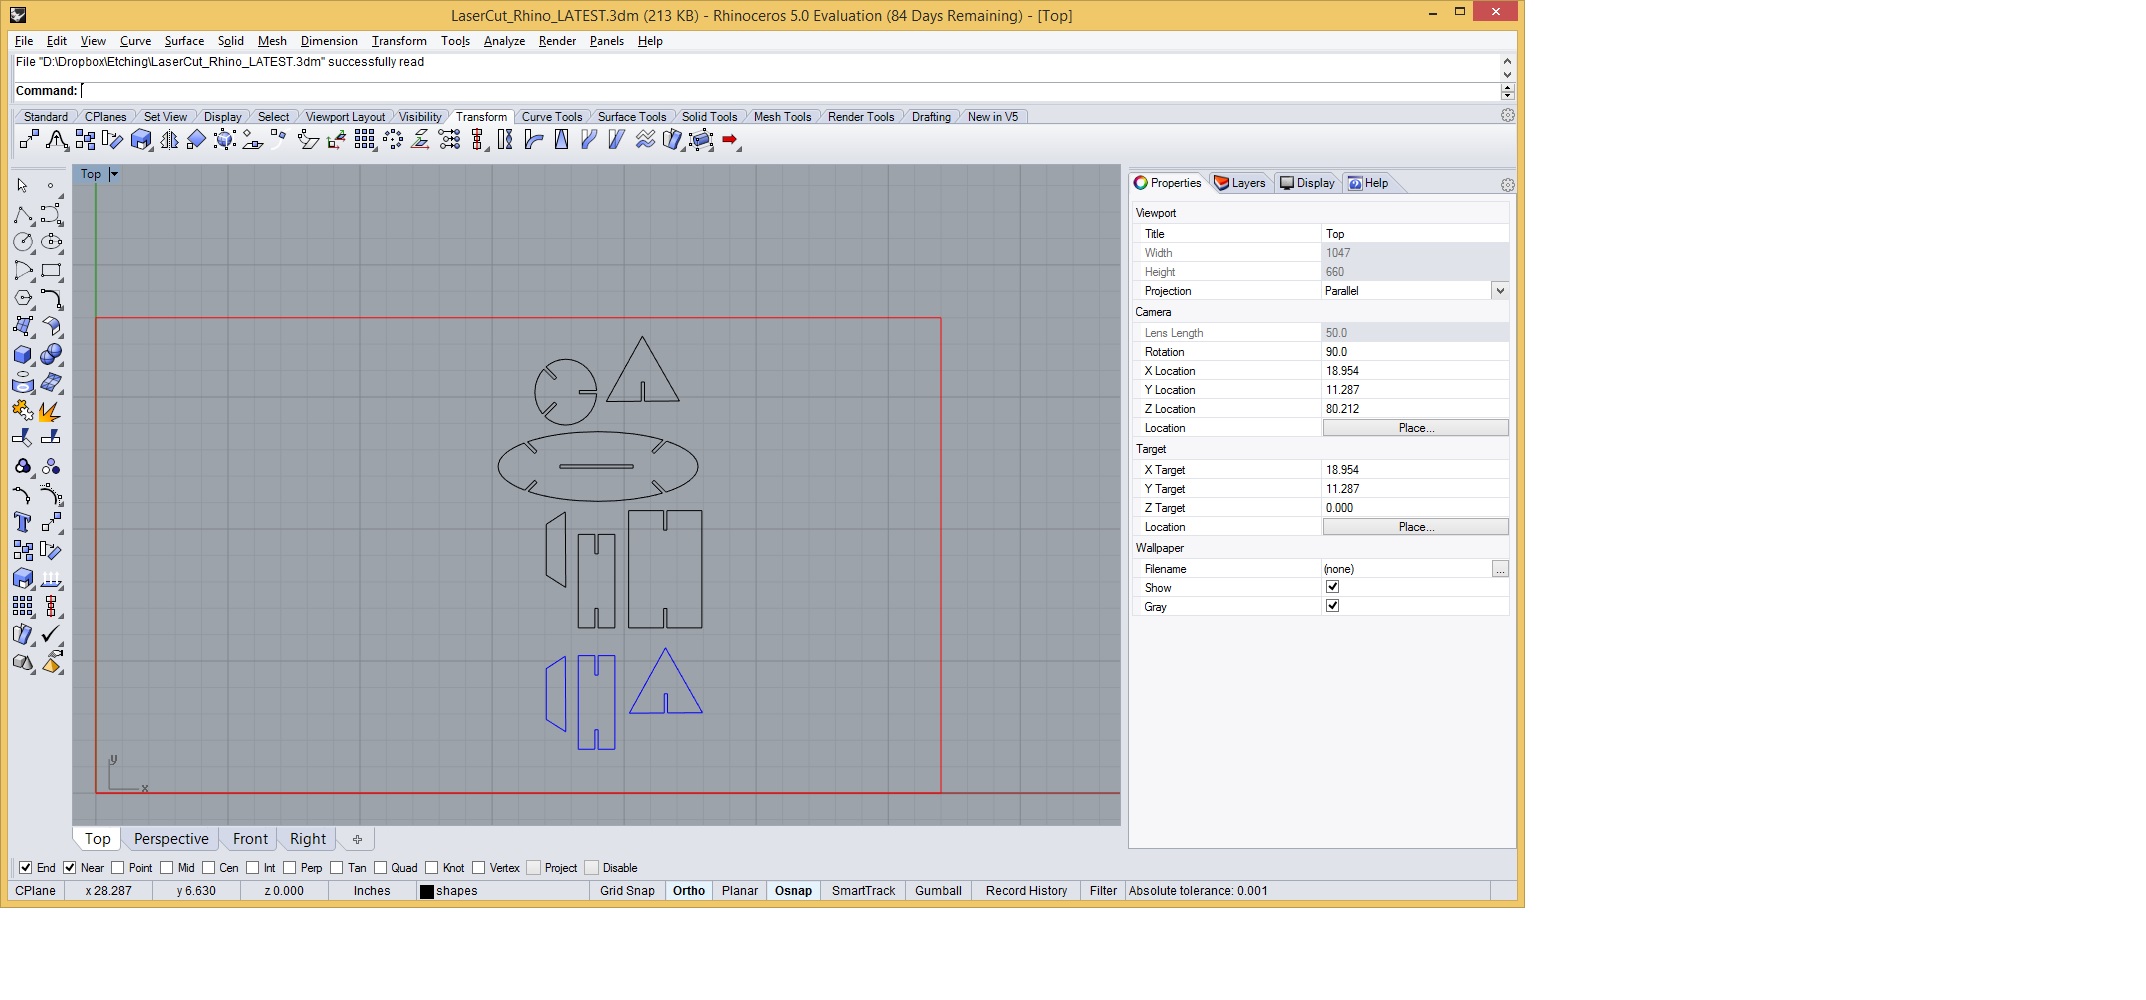 LaserCut_Rhino_LATEST.3dm (213 KB) - Rhinoceros 5.0 Evaluation (84 Days Remaining) - [Top]
File Edit View Curve Surface Solid Mesh Dimension Transform Tools Analyze Render Panels Help
File "D:\Dropbox\Etching\LaserCut_Rhino_LATEST.3dm" successfully read
Command:
Standard CPlanes Set View Display Select Viewport Layout Visibility Transform Curve Tools Surface Tools Solid Tools Mesh Tools Render Tools Drafting New in V5
Top
Properties Layers Display Help
Viewport
Title Top
Width 1047
Height 660
Projection Parallel
Camera
Lens Length 50.0
Rotation 90.0
X Location 18.954
Y Location 11.287
Z Location 80.212
Location Place...
Target
X Target 18.954
Y Target 11.287
Z Target 0.000
Location Place...
Wallpaper
Filename (none) ...
Show
Gray
y
x
Top Perspective Front Right
End Near Point Mid Cen Int Perp Tan Quad Knot Vertex Project Disable
CPlane x 28.287 y 6.630 z 0.000 Inches shapes Grid Snap Ortho Planar Osnap SmartTrack Gumball Record History Filter Absolute tolerance: 0.001